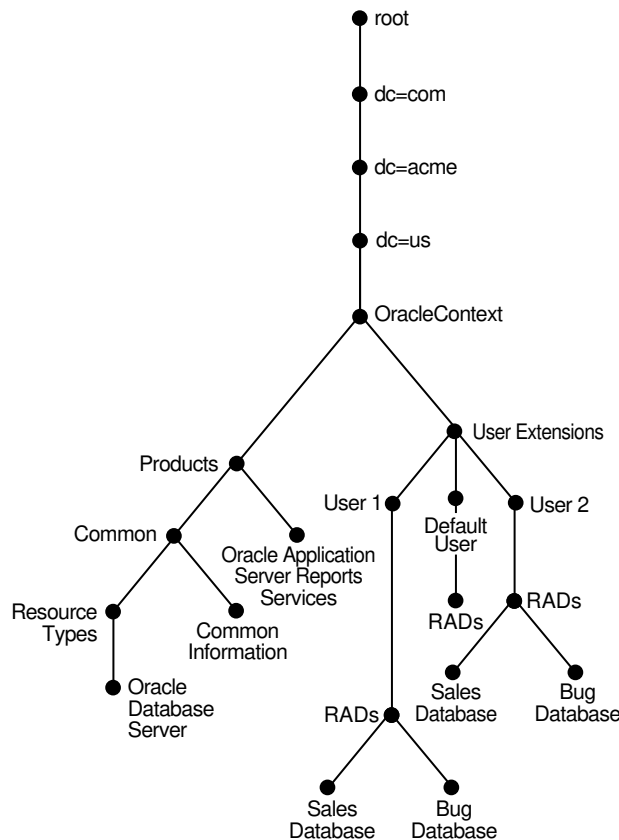 root
dc=com
dc=acme
dc=us
OracleContext
User Extensions
Products
User 1
Default
User
User 2
Common
Oracle Application
Server Reports
Services
RADs
RADs
Resource
Types
Common
Information
Oracle
Database
Server
Sales
Database
Bug
Database
RADs
Sales
Database
Bug
Database